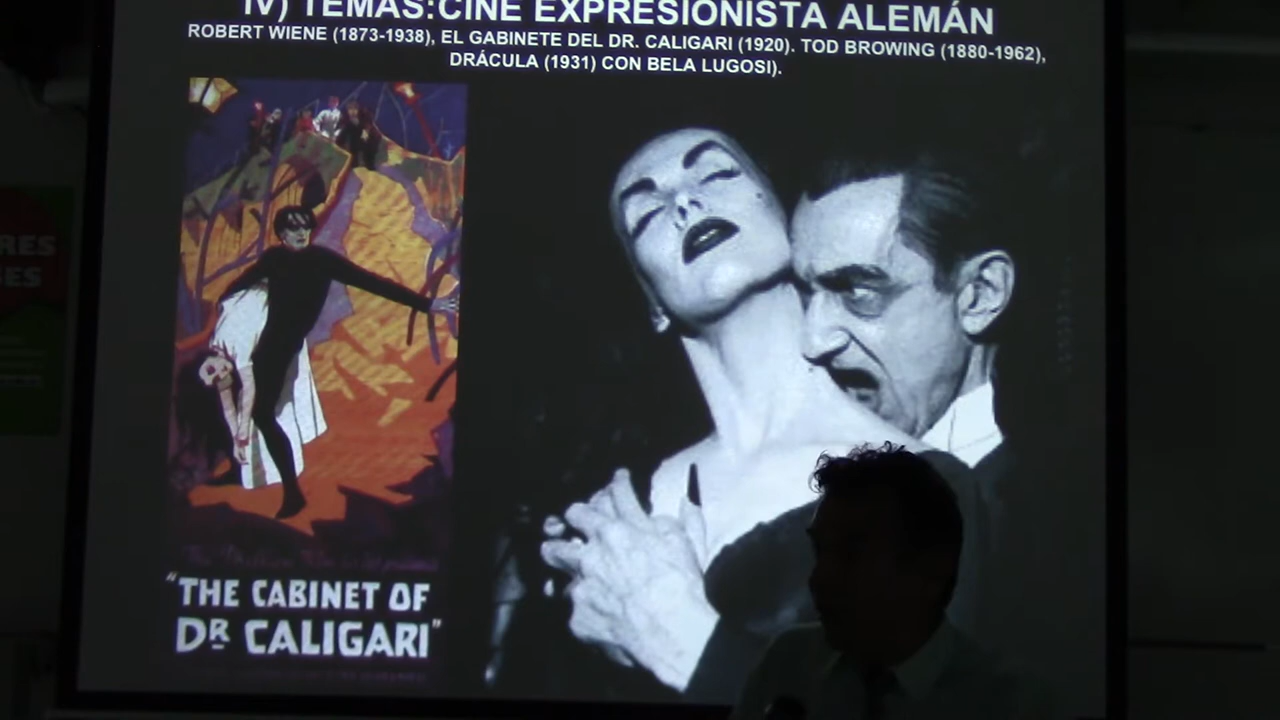 IV) TEMAS:CINE EXPRESIONISTA ALEMÁN
ROBERT WIENE (1873-1938), EL GABINETE DEL DR. CALIGARI (1920). TOD BROWING (1880-1962),
DRÁCULA (1931) CON BELA LUGOSI).
"THE CABINET OF
DR CALIGARI"
RES